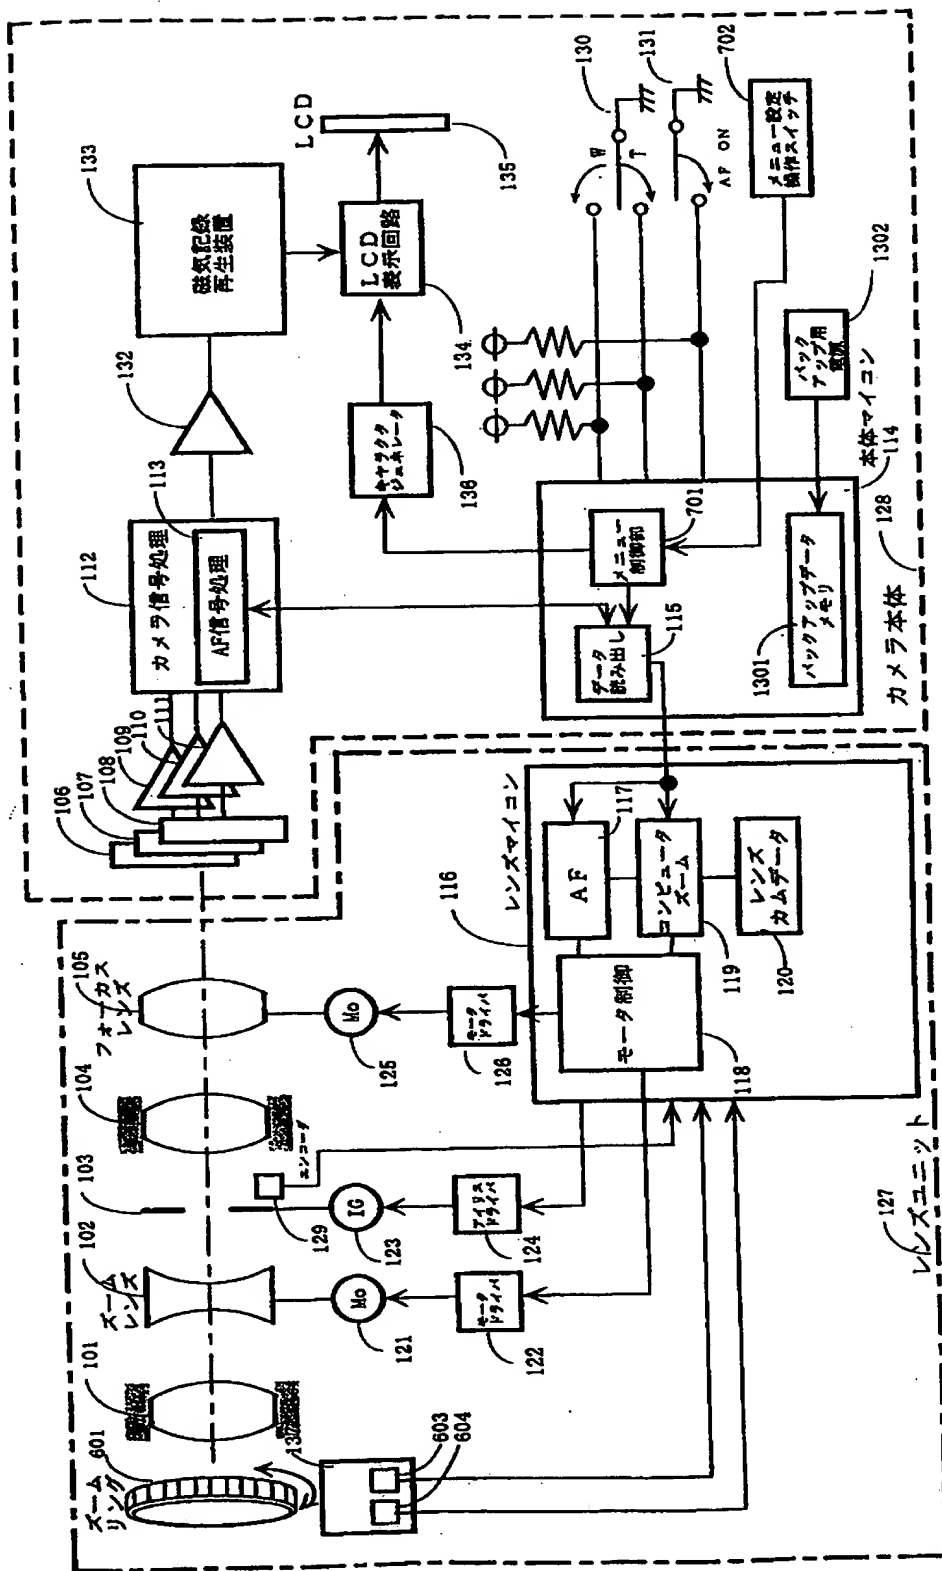 ズーム
リング
601
101
ズーム
レンズ
102
103
104
フォーカス
レンズ
105
106
107
108
109
110
111
カメラ信号処理
112
AF信号処理
113
132
磁気記録
再生装置
133
LCD
135
LCD
表示回路
134
キャラクタ
ジェネレータ
136
W
T
130
131
AF ON
メニュー設定
操作スイッチ
702
603
604
エンコーダ
129
Mo
121
モータ
ドライバ
122
IG
123
アイリス
ドライバ
124
Mo
125
モータ
ドライバ
126
レンズマイコン
116
AF
117
モータ制御
118
コンピュータ
ズーム
119
レンズ
カムデータ
120
レンズユニット
127
データ
読み出し
115
メニュー
制御部
701
バックアップデータ
メモリ
1301
バック
アップ用
電源
1302
本体マイコン
114
カメラ本体
128